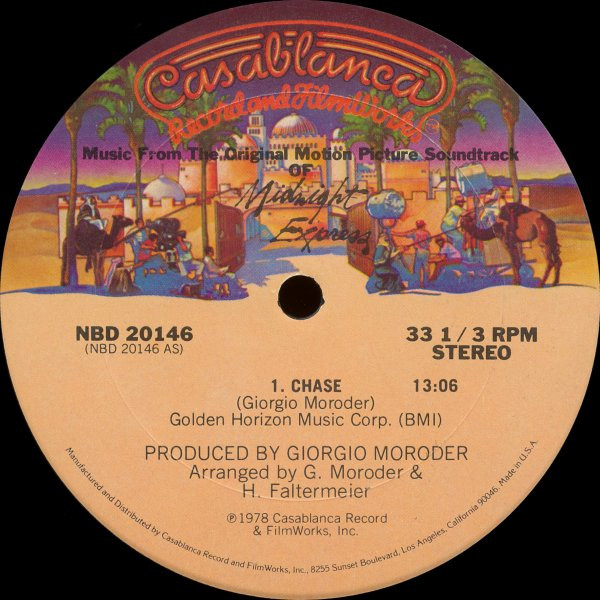 Casablanca
Record and FilmWorks
Music From The Original Motion Picture Soundtrack
OF
Midnight
Express
NBD 20146
(NBD 20146 AS)
33 1/3 RPM
STEREO
1. CHASE 13:06
(Giorgio Moroder)
Golden Horizon Music Corp. (BMI)
PRODUCED BY GIORGIO MORODER
Arranged by G. Moroder &
H. Faltermeier
℗1978 Casablanca Record
& FilmWorks, Inc.
Manufactured and Distributed by Casablanca Record and FilmWorks, Inc., 8255 Sunset Boulevard, Los Angeles, California 90046. Made in U.S.A.